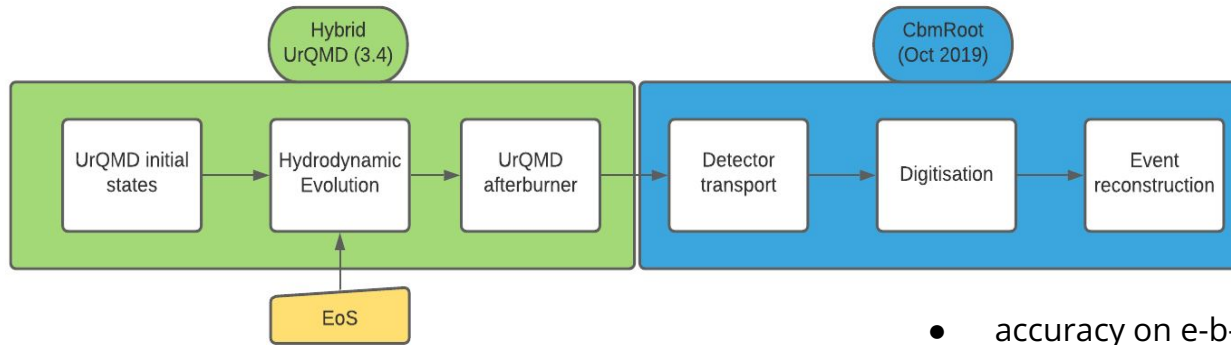 Hybrid
UrQMD (3.4)
CbmRoot
(Oct 2019)
UrQMD initial
states
Hydrodynamic
Evolution
UrQMD
afterburner
Detector
transport
Digitisation
Event
reconstruction
EoS
● accuracy on e-b-